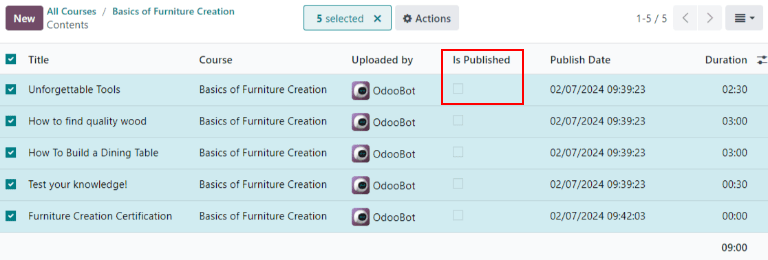 New All Courses / Basics of Furniture Creation
Contents
5 selected ✕ Actions 1-5 / 5
Title Course Uploaded by Is Published Publish Date Duration
Unforgettable Tools Basics of Furniture Creation OdooBot 02/07/2024 09:39:23 02:30
How to find quality wood Basics of Furniture Creation OdooBot 02/07/2024 09:39:23 03:00
How To Build a Dining Table Basics of Furniture Creation OdooBot 02/07/2024 09:39:23 03:00
Test your knowledge! Basics of Furniture Creation OdooBot 02/07/2024 09:39:23 00:30
Furniture Creation Certification Basics of Furniture Creation OdooBot 02/07/2024 09:42:03 00:00
09:00